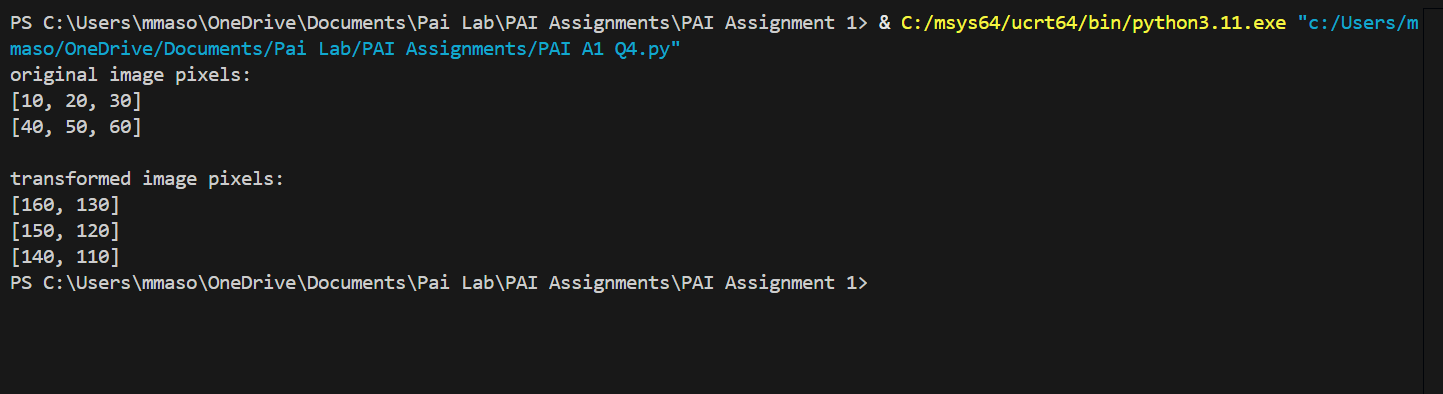 PS C:\Users\mmaso\OneDrive\Documents\Pai Lab\PAI Assignments\PAI Assignment 1> & C:/msys64/ucrt64/bin/python3.11.exe "c:/Users/m
maso/OneDrive/Documents/Pai Lab/PAI Assignments/PAI A1 Q4.py"
original image pixels:
[10, 20, 30]
[40, 50, 60]
transformed image pixels:
[160, 130]
[150, 120]
[140, 110]
PS C:\Users\mmaso\OneDrive\Documents\Pai Lab\PAI Assignments\PAI Assignment 1>